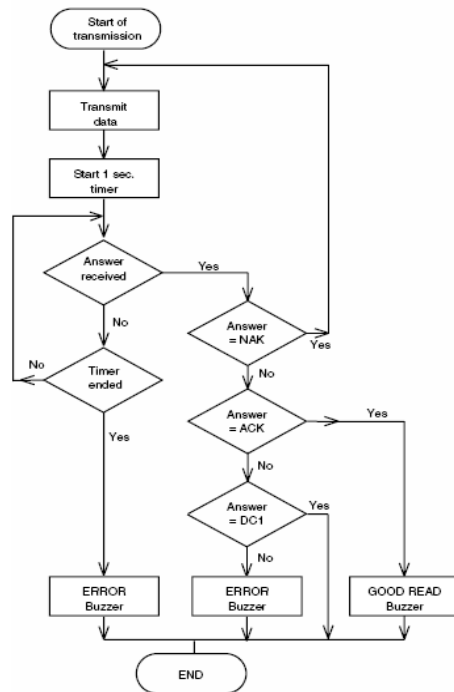 Start of
transmission
Transmit
data
Start 1 sec.
timer
Answer
received
Yes
No
Answer
= NAK
Yes
No
Timer
ended
No
Yes
Answer
= ACK
Yes
No
Answer
= DC1
Yes
No
ERROR
Buzzer
ERROR
Buzzer
GOOD READ
Buzzer
END